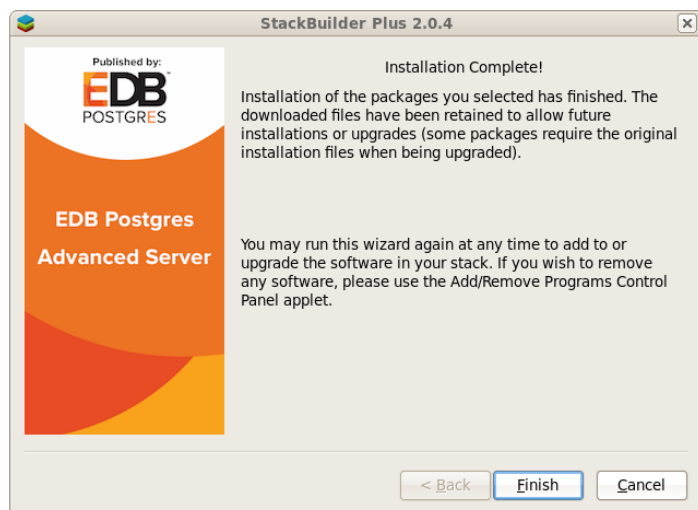 StackBuilder Plus 2.0.4
Published by:
EDB
POSTGRES
EDB Postgres
Advanced Server
Installation Complete!
Installation of the packages you selected has finished. The
downloaded files have been retained to allow future
installations or upgrades (some packages require the original
installation files when being upgraded).
You may run this wizard again at any time to add to or
upgrade the software in your stack. If you wish to remove
any software, please use the Add/Remove Programs Control
Panel applet.
< Back
Finish
Cancel